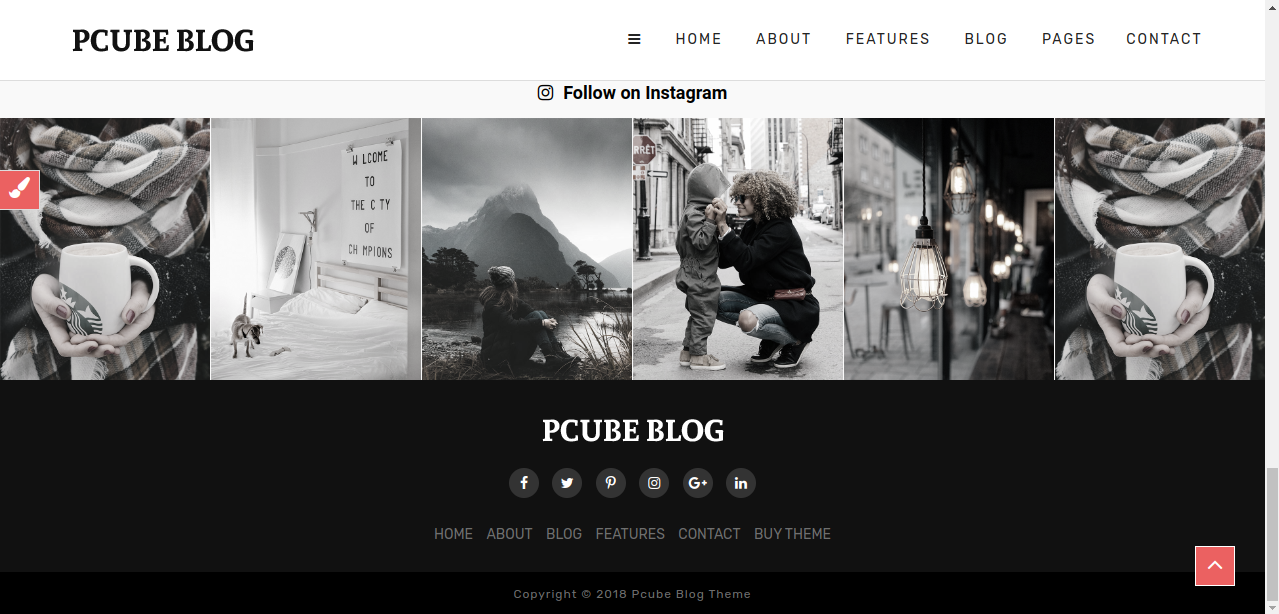 PCUBE BLOG
HOME ABOUT FEATURES BLOG PAGES CONTACT
Follow on Instagram
W LCOME
TO
THE C TY
OF
CH MPIONS
ARRÊT
PCUBE BLOG
HOME ABOUT BLOG FEATURES CONTACT BUY THEME
Copyright © 2018 Pcube Blog Theme